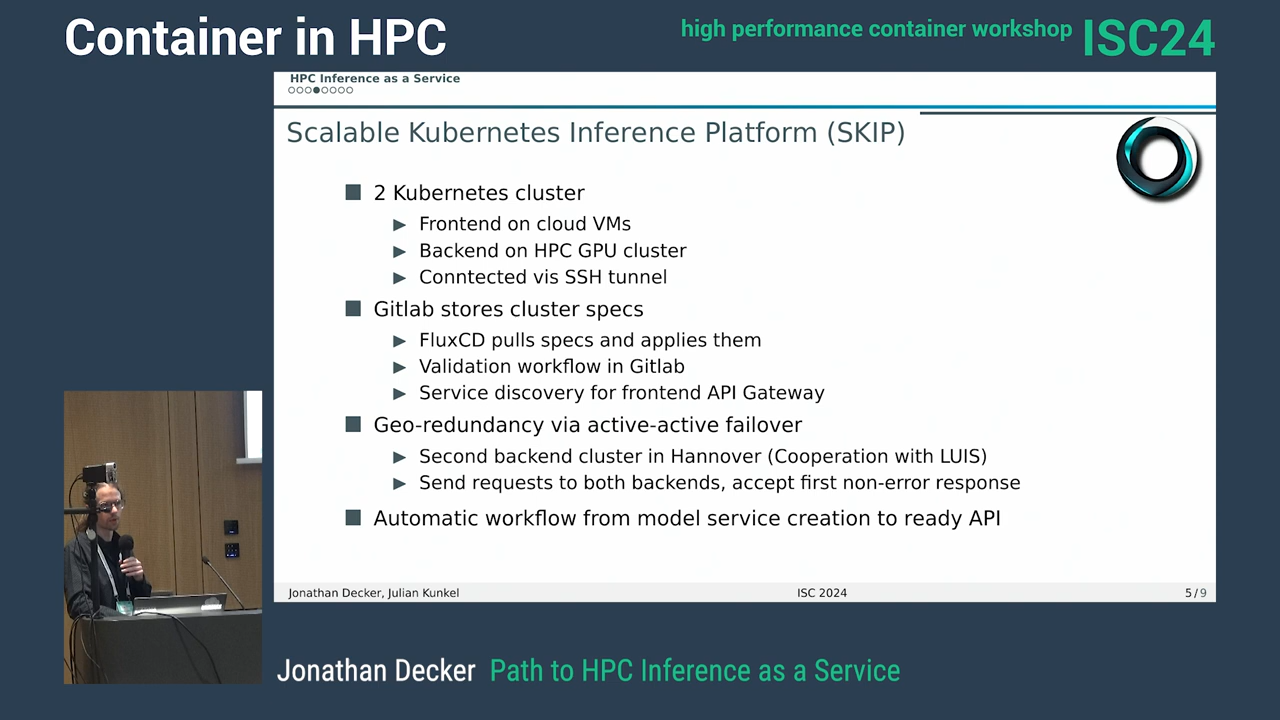 Container in HPC
high performance container workshop ISC24
HPC Inference as a Service
Scalable Kubernetes Inference Platform (SKIP)
2 Kubernetes cluster
Frontend on cloud VMs
Backend on HPC GPU cluster
Conntected vis SSH tunnel
Gitlab stores cluster specs
FluxCD pulls specs and applies them
Validation workflow in Gitlab
Service discovery for frontend API Gateway
Geo-redundancy via active-active failover
Second backend cluster in Hannover (Cooperation with LUIS)
Send requests to both backends, accept first non-error response
Automatic workflow from model service creation to ready API
Jonathan Decker, Julian Kunkel ISC 2024 5/9
Jonathan Decker Path to HPC Inference as a Service